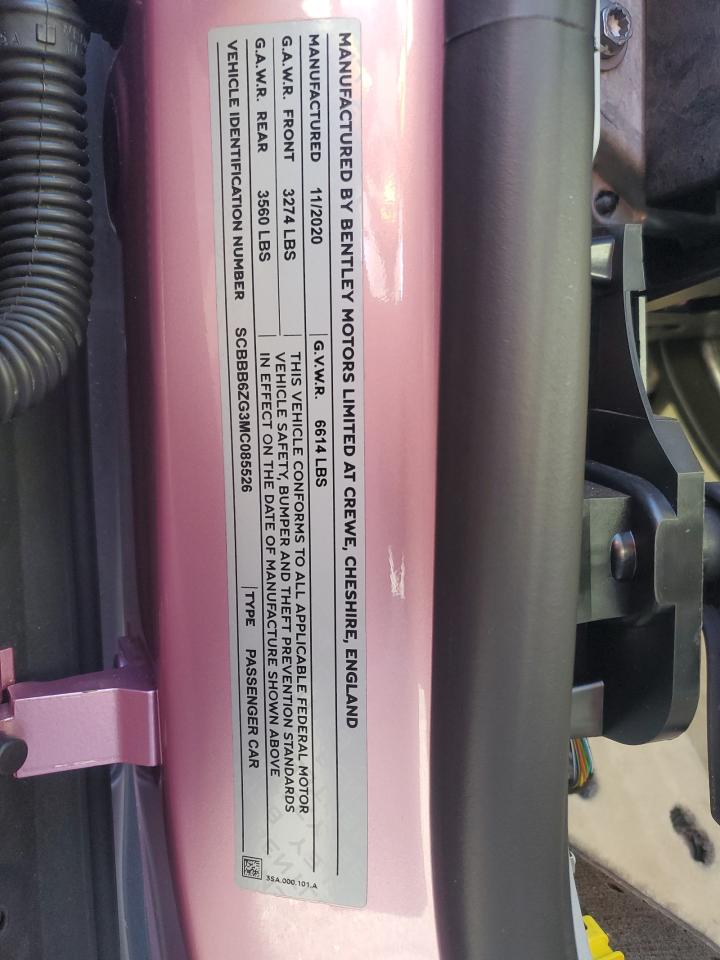 MANUFACTURED BY BENTLEY MOTORS LIMITED AT CREWE, CHESHIRE, ENGLAND
MANUFACTURED 11/2020 G.V.W.R. 6614 LBS
G.A.W.R. FRONT 3274 LBS
G.A.W.R. REAR 3560 LBS
THIS VEHICLE CONFORMS TO ALL APPLICABLE FEDERAL MOTOR
VEHICLE SAFETY, BUMPER AND THEFT PREVENTION STANDARDS
IN EFFECT ON THE DATE OF MANUFACTURE SHOWN ABOVE
VEHICLE IDENTIFICATION NUMBER SCBBB6ZG3MC085526 TYPE PASSENGER CAR
3SA.000.101.A